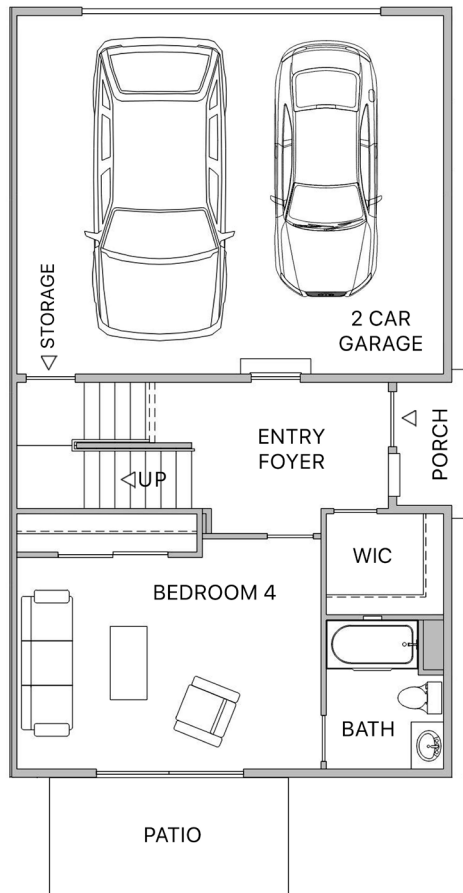 STORAGE
2 CAR
GARAGE
ENTRY
FOYER
PORCH
UP
WIC
BEDROOM 4
BATH
PATIO